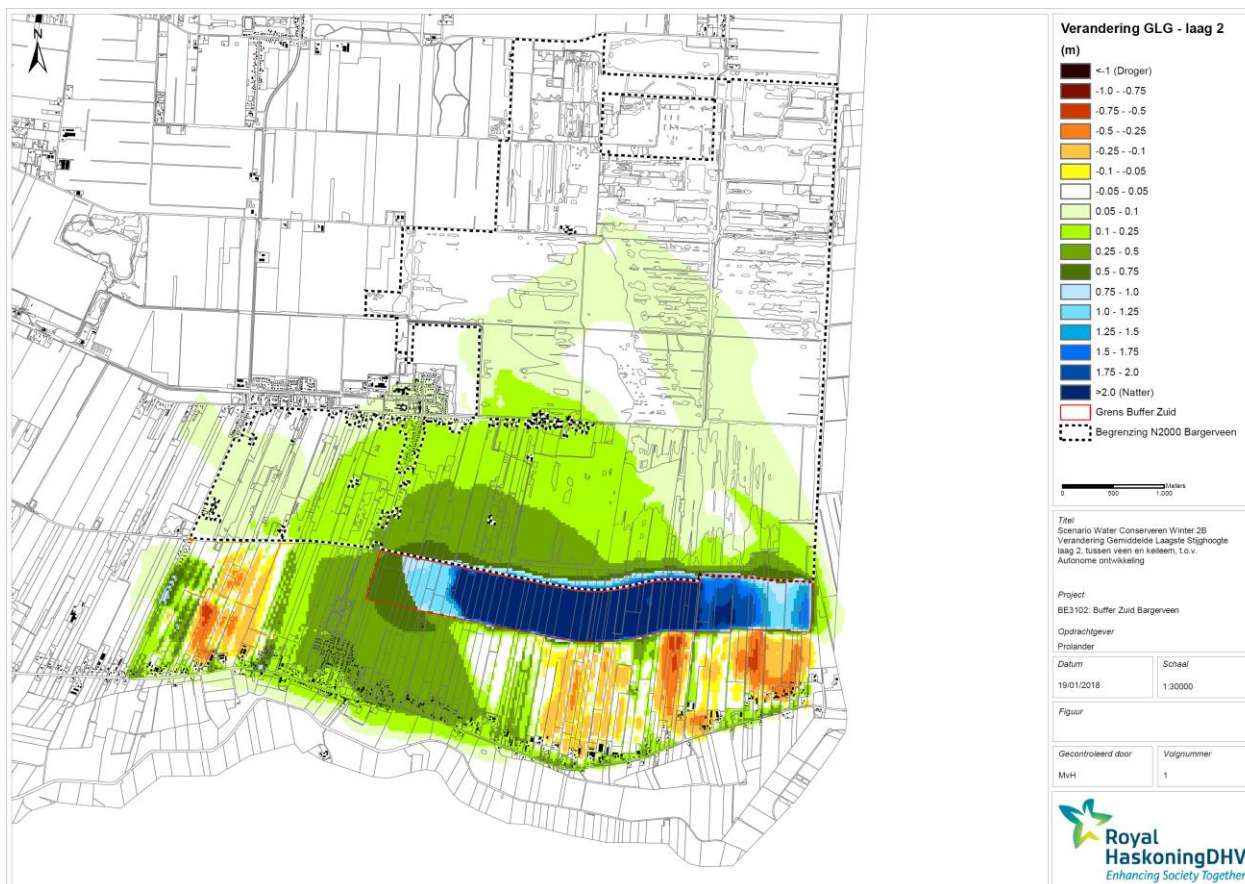 N
Verandering GLG - laag 2
(m)
<-1 (Droger)
-1.0 - -0.75
-0.75 - -0.5
-0.5 - -0.25
-0.25 - -0.1
-0.1 - -0.05
-0.05 - 0.05
0.05 - 0.1
0.1 - 0.25
0.25 - 0.5
0.5 - 0.75
0.75 - 1.0
1.0 - 1.25
1.25 - 1.5
1.5 - 1.75
1.75 - 2.0
>2.0 (Natter)
Grens Buffer Zuid
Begrenzing N2000 Bargerveen
Meters
0 500 1,000
Titel
Scenario Water Conserveren Winter 2B
Verandering Gemiddelde Laagste Stijghoogte
laag 2, tussen veen en keileem, t.o.v.
Autonome ontwikkeling
Project
BE3102: Buffer Zuid Bargerveen
Opdrachtgever
Prolander
Datum Schaal
19/01/2018 1:30000
Figuur
Gecontroleerd door Volgnummer
MvH 1
Royal
HaskoningDHV
Enhancing Society Together